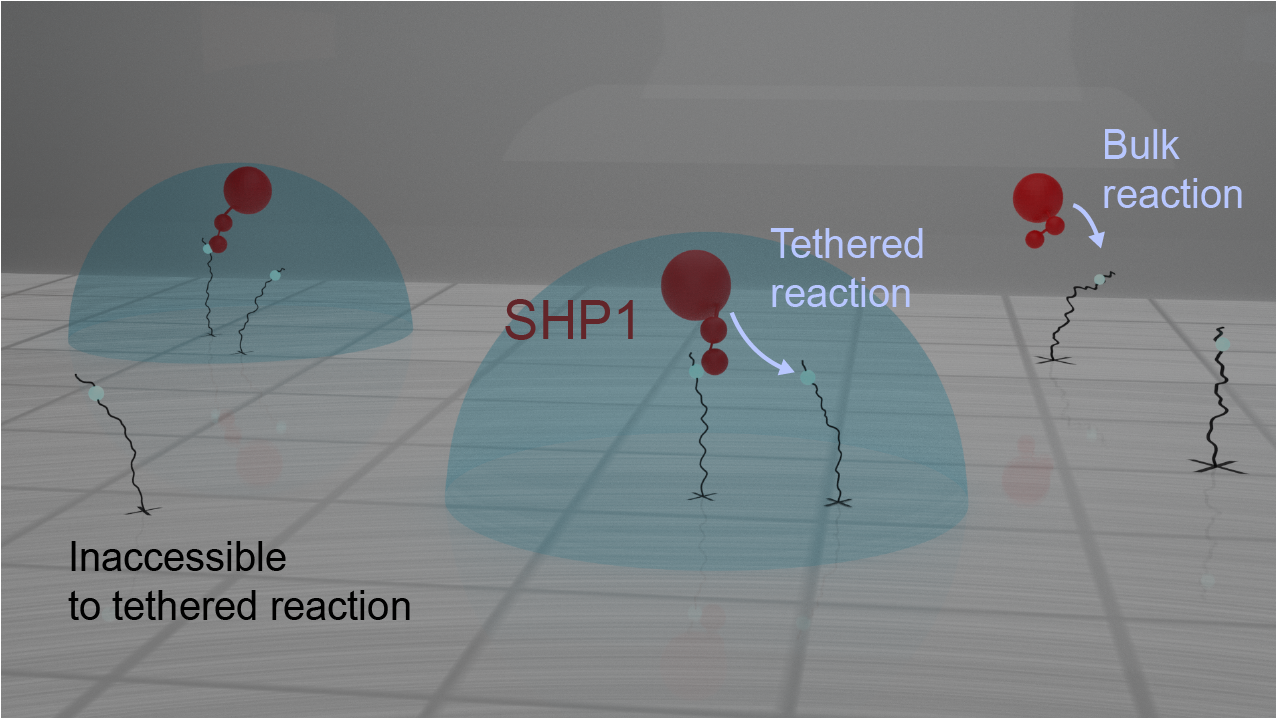 Bulk
reaction
Tethered
reaction
SHP1
Inaccessible
to tethered reaction